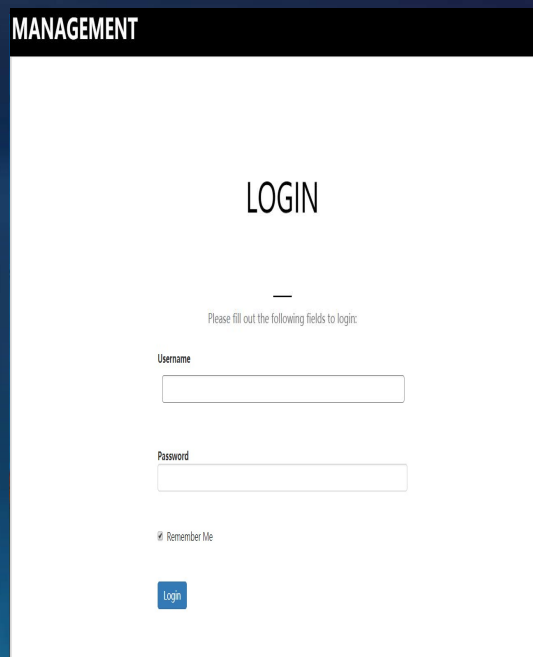 MANAGEMENT
LOGIN
Please fill out the following fields to login:
Username
Password
Remember Me
Login